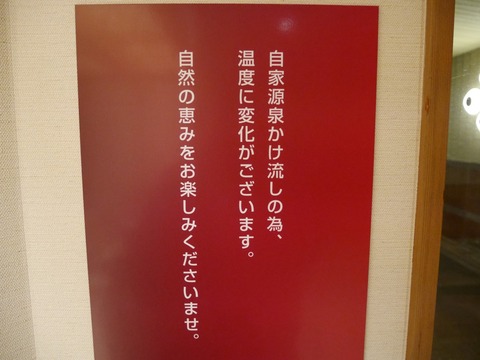 自家源泉かけ流しの為、
温度に変化がございます。
自然の恵みをお楽しみくださいませ。